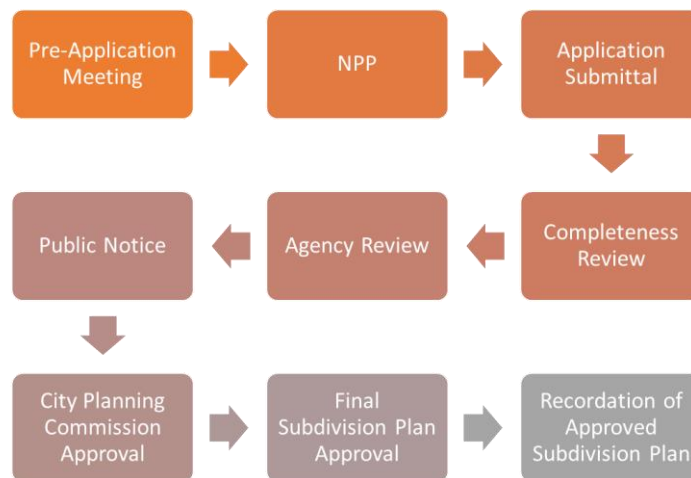 Pre-Application
Meeting
NPP
Application
Submittal
Completeness
Review
Agency Review
Public Notice
City Planning
Commission
Approval
Final
Subdivision Plan
Approval
Recordation of
Approved
Subdivision Plan